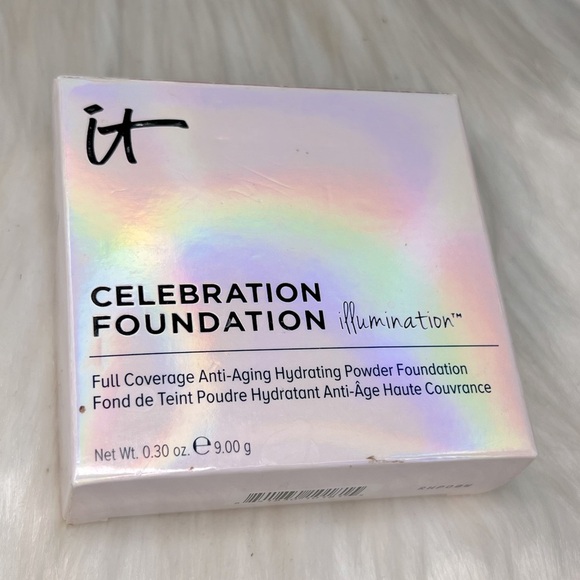 it
CELEBRATION
FOUNDATION illumination™
Full Coverage Anti-Aging Hydrating Powder Foundation
Fond de Teint Poudre Hydratant Anti-Âge Haute Couvrance
Net Wt. 0.30 oz. ℮ 9.00 g